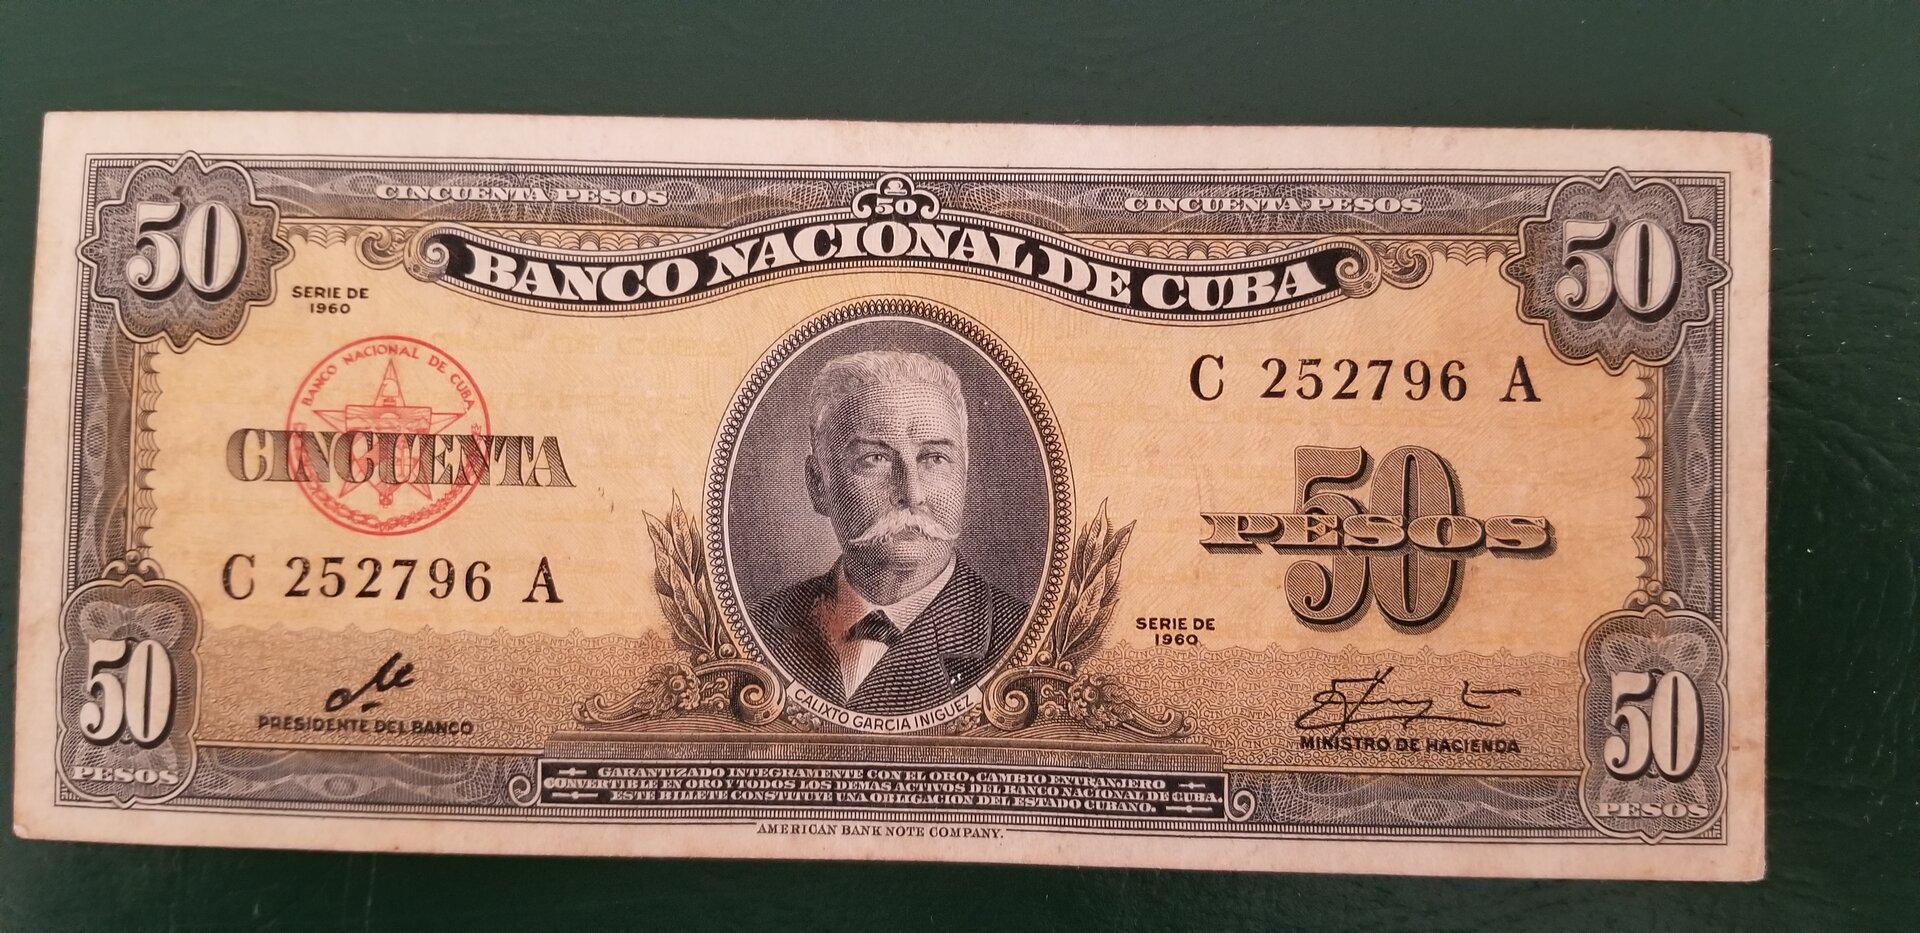 50
CINCUENTA PESOS
50
CINCUENTA PESOS
50
BANCO NACIONAL DE CUBA
SERIE DE
1960
BANCO NACIONAL DE CUBA
CINCUENTA
C 252796 A
C 252796 A
50
PESOS
SERIE DE
1960
Che
PRESIDENTE DEL BANCO
CALIXTO GARCIA IÑIGUEZ
MINISTRO DE HACIENDA
50
PESOS
50
PESOS
GARANTIZADO INTEGRAMENTE CON EL ORO, CAMBIO EXTRANJERO
CONVERTIBLE EN ORO Y TODOS LOS DEMAS ACTIVOS DEL BANCO NACIONAL DE CUBA.
ESTE BILLETE CONSTITUYE UNA OBLIGACION DEL ESTADO CUBANO.
AMERICAN BANK NOTE COMPANY.